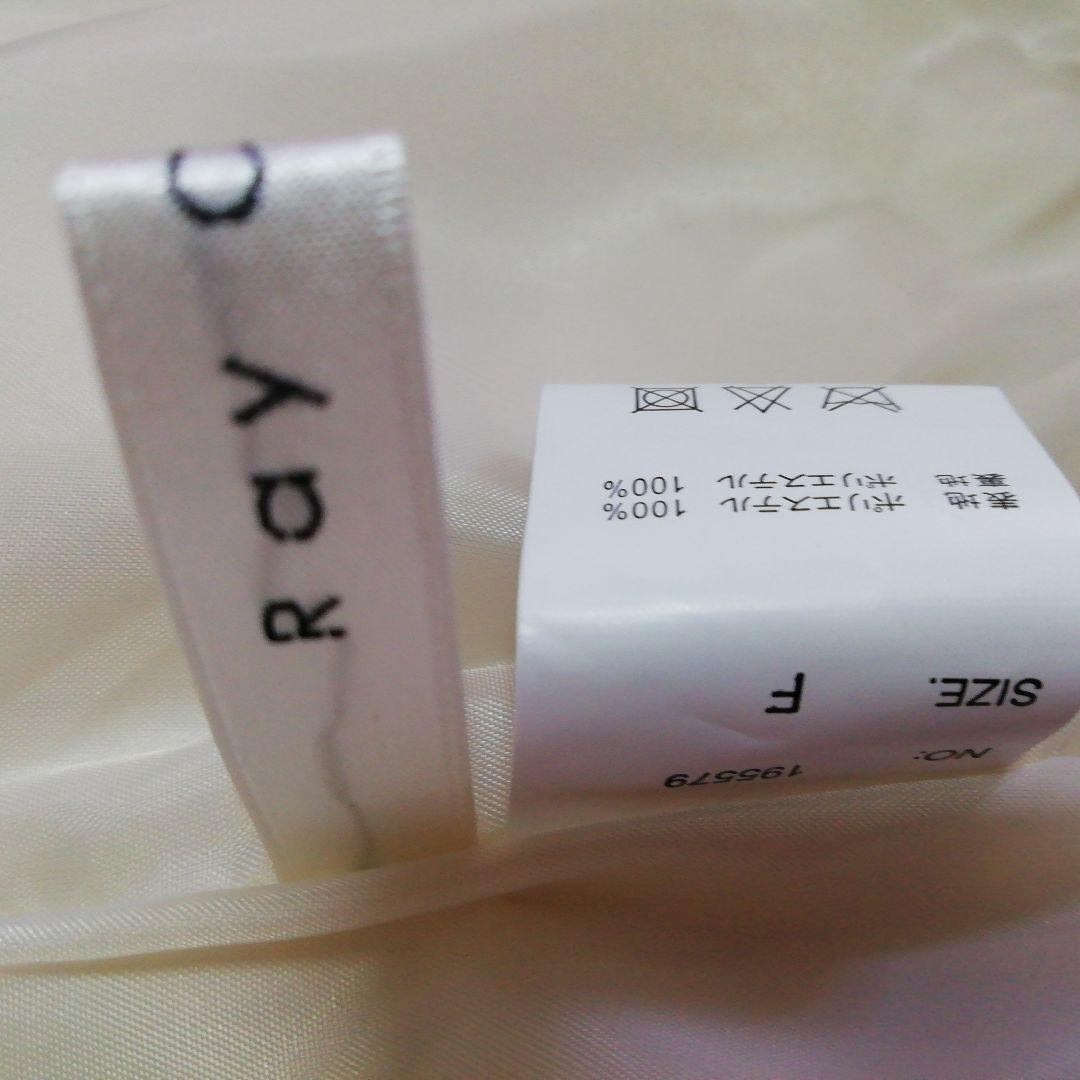 Ray C
NO: 195579
SIZE. F
表地 ポリエステル 100%
裏地 ポリエステル 100%